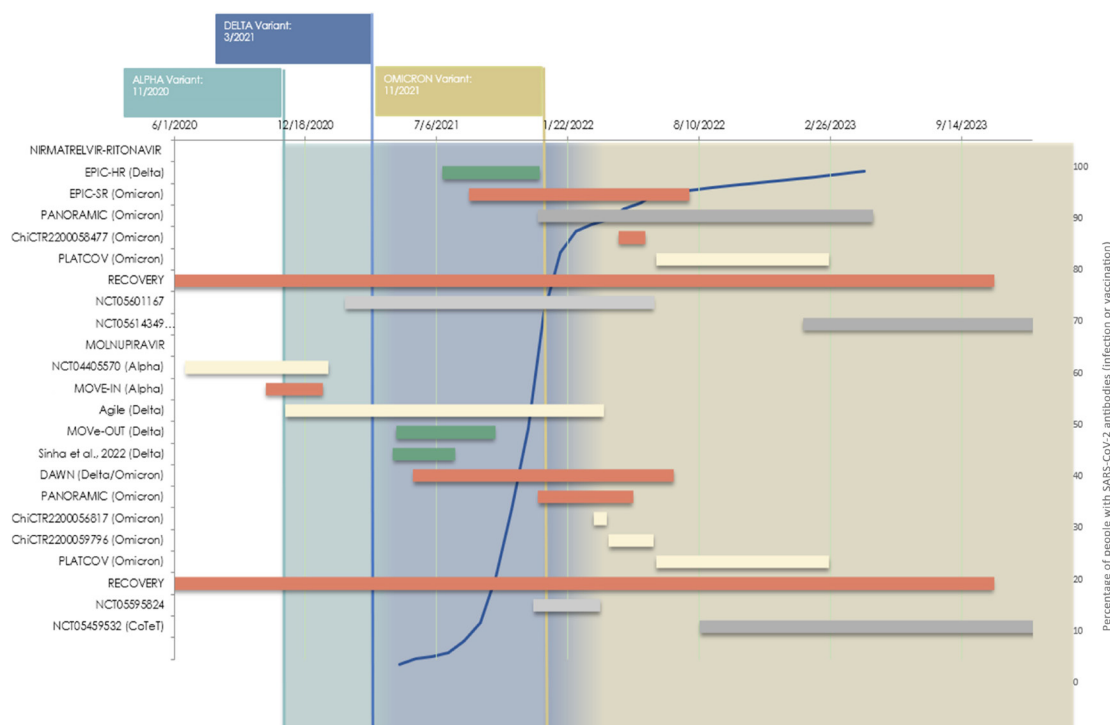 DELTA Variant:
3/2021
ALPHA Variant:
11/2020
OMICRON Variant:
11/2021
6/1/2020 12/18/2020 7/6/2021 1/22/2022 8/10/2022 2/26/2023 9/14/2023
NIRMATRELVIR-RITONAVIR
EPIC-HR (Delta)
EPIC-SR (Omicron)
PANORAMIC (Omicron)
ChiCTR2200058477 (Omicron)
PLATCOV (Omicron)
RECOVERY
NCT05601167
NCT05614349...
MOLNUPIRAVIR
NCT04405570 (Alpha)
MOVE-IN (Alpha)
Agile (Delta)
MOVe-OUT (Delta)
Sinha et al., 2022 (Delta)
DAWN (Delta/Omicron)
PANORAMIC (Omicron)
ChiCTR2200056817 (Omicron)
ChiCTR2200059796 (Omicron)
PLATCOV (Omicron)
RECOVERY
NCT05595824
NCT05459532 (CoTeT)
100
90
80
70
60
50
40
30
20
10
0
Percentage of people with SARS-CoV-2 antibodies (infection or vaccination)